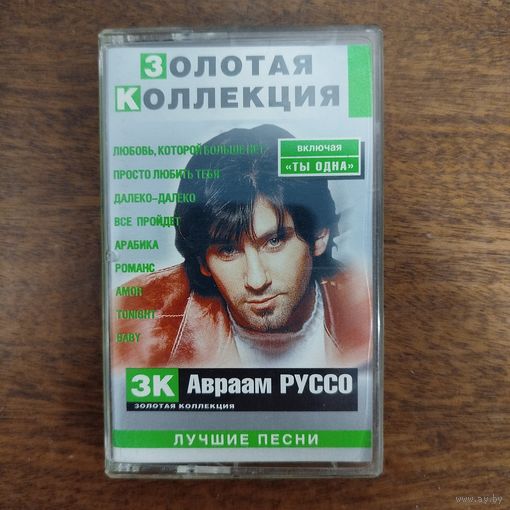 ЗОЛОТАЯ
КОЛЛЕКЦИЯ
ЛЮБОВЬ, КОТОРОЙ БОЛЬШЕ НЕТ
ПРОСТО ЛЮБИТЬ ТЕБЯ
ДАЛЕКО-ДАЛЕКО
ВСЕ ПРОЙДЕТ
АРАБИКА
РОМАНС
AMOR
TONIGHT
BABY
ВКЛЮЧАЯ
«ТЫ ОДНА»
ЗК Авраам РУССО
ЗОЛОТАЯ КОЛЛЕКЦИЯ
ЛУЧШИЕ ПЕСНИ
www.ay.by